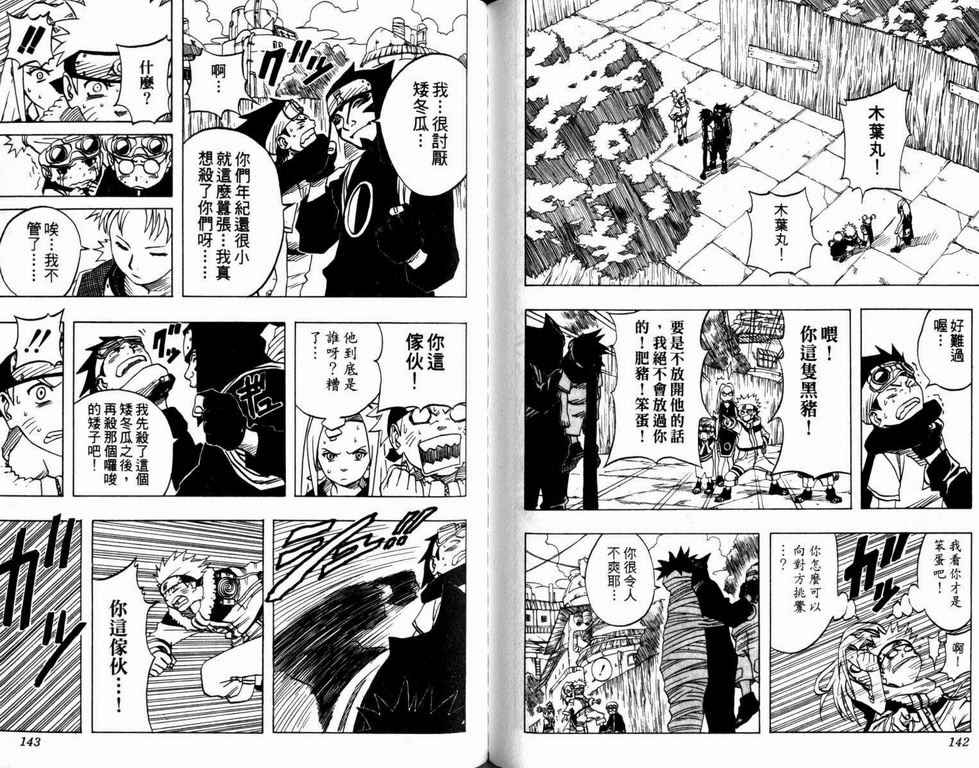 木葉丸！
木葉丸！
好難過
喔…
喂！
你這隻黑豬！
要是不放開他的話
，我絕不會放過你
的！肥豬！笨蛋！
我看你才是
笨蛋吧！
啊！
你怎麼可以
向對方挑釁
…？
你很令人
不爽耶…
142
我…很討厭
矮冬瓜…
啊…
你們年紀還很小
就這麼囂張…我真
想殺了你們呀……
什麼？
唉…我不
管了……
你這
傢伙！
他到底是
誰呀？糟
了…
我先殺了這個
矮冬瓜之後，
再殺那個囉唆
的矮子吧！
!!
你這傢伙…！
143